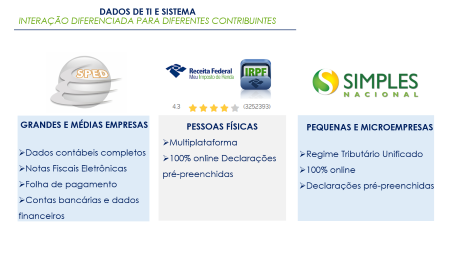 DADOS DE TI E SISTEMA
INTERAÇÃO DIFERENCIADA PARA DIFERENTES CONTRIBUINTES
SPED
Receita Federal
Meu Imposto de Renda
IRPF
4.3
(3252393)
SIMPLES
NACIONAL
GRANDES E MÉDIAS EMPRESAS
➢Dados contábeis completos
➢Notas Fiscais Eletrônicas
➢Folha de pagamento
➢Contas bancárias e dados
financeiros
PESSOAS FÍSICAS
➢Multiplataforma
➢100% online Declarações
pré-preenchidas
PEQUENAS E MICROEMPRESAS
➢Regime Tributário Unificado
➢100% online
➢Declarações pré-preenchidas